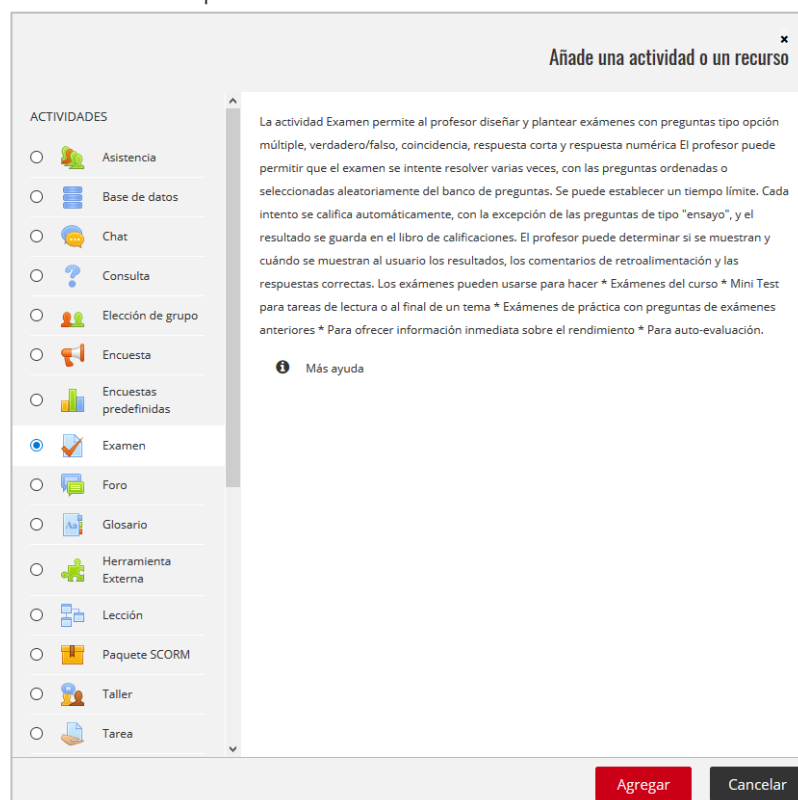 ×
Añade una actividad o un recurso
ACTIVIDADES
Asistencia
Base de datos
Chat
Consulta
Elección de grupo
Encuesta
Encuestas
predefinidas
Examen
Foro
Glosario
Herramienta
Externa
Lección
Paquete SCORM
Taller
Tarea
La actividad Examen permite al profesor diseñar y plantear exámenes con preguntas tipo opción
múltiple, verdadero/falso, coincidencia, respuesta corta y respuesta numérica El profesor puede
permitir que el examen se intente resolver varias veces, con las preguntas ordenadas o
seleccionadas aleatoriamente del banco de preguntas. Se puede establecer un tiempo límite. Cada
intento se califica automáticamente, con la excepción de las preguntas de tipo "ensayo", y el
resultado se guarda en el libro de calificaciones. El profesor puede determinar si se muestran y
cuándo se muestran al usuario los resultados, los comentarios de retroalimentación y las
respuestas correctas. Los exámenes pueden usarse para hacer * Exámenes del curso * Mini Test
para tareas de lectura o al final de un tema * Exámenes de práctica con preguntas de exámenes
anteriores * Para ofrecer información inmediata sobre el rendimiento * Para auto-evaluación.
Más ayuda
Agregar
Cancelar